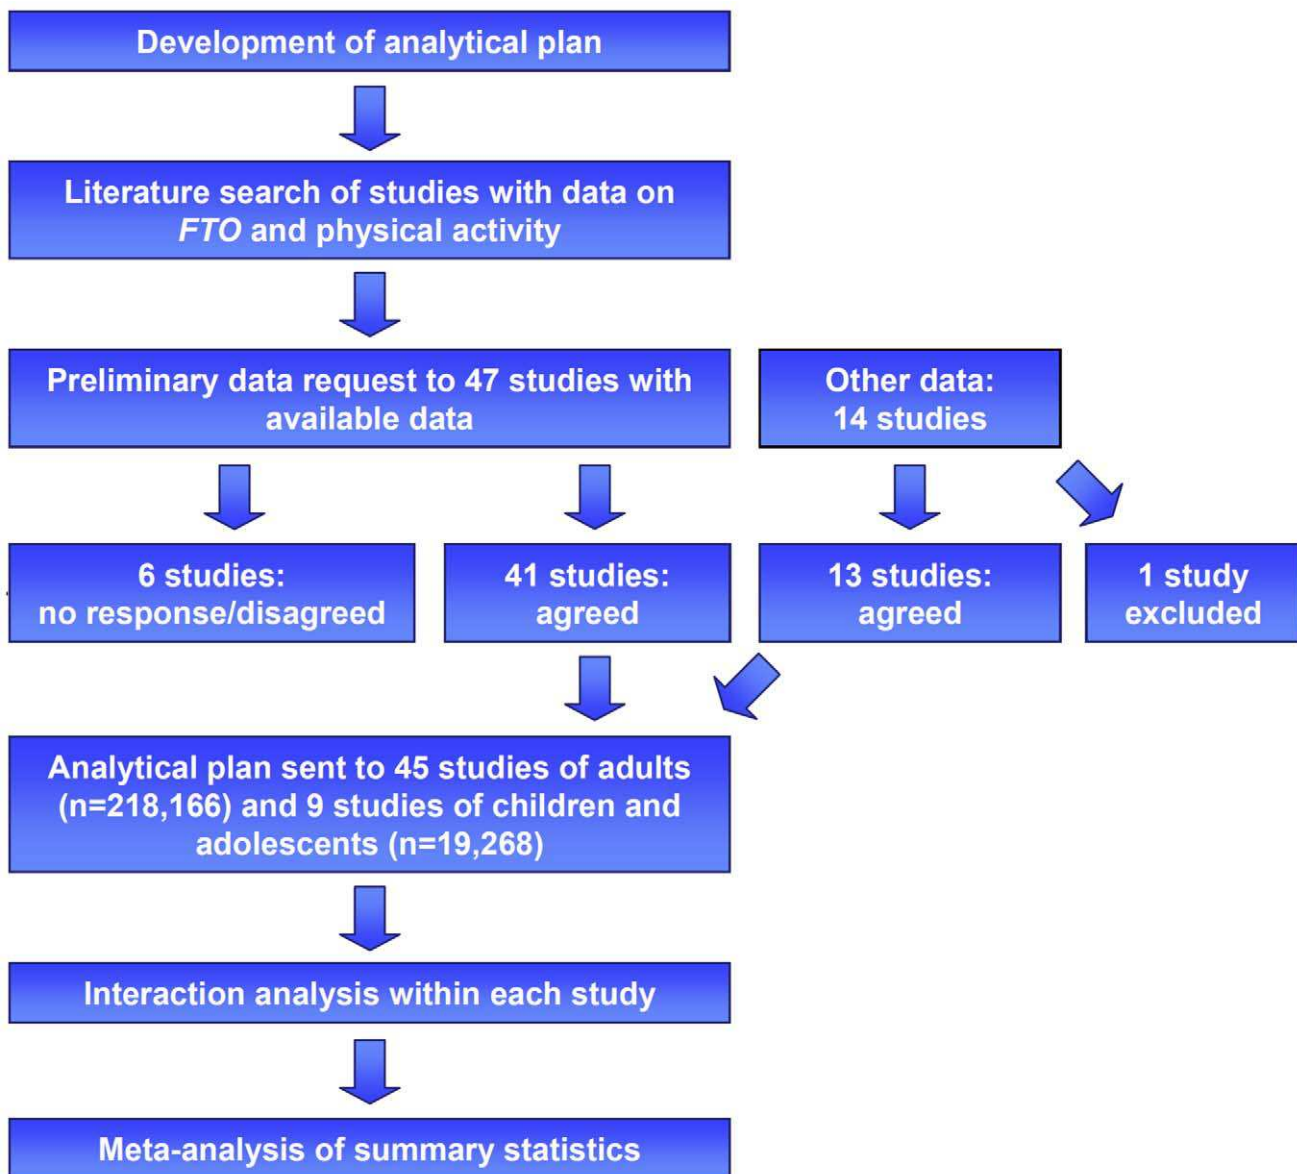 Development of analytical plan
Literature search of studies with data on
FTO and physical activity
Preliminary data request to 47 studies with
available data
Other data:
14 studies
6 studies:
no response/disagreed
41 studies:
agreed
13 studies:
agreed
1 study
excluded
Analytical plan sent to 45 studies of adults
(n=218,166) and 9 studies of children and
adolescents (n=19,268)
Interaction analysis within each study
Meta-analysis of summary statistics